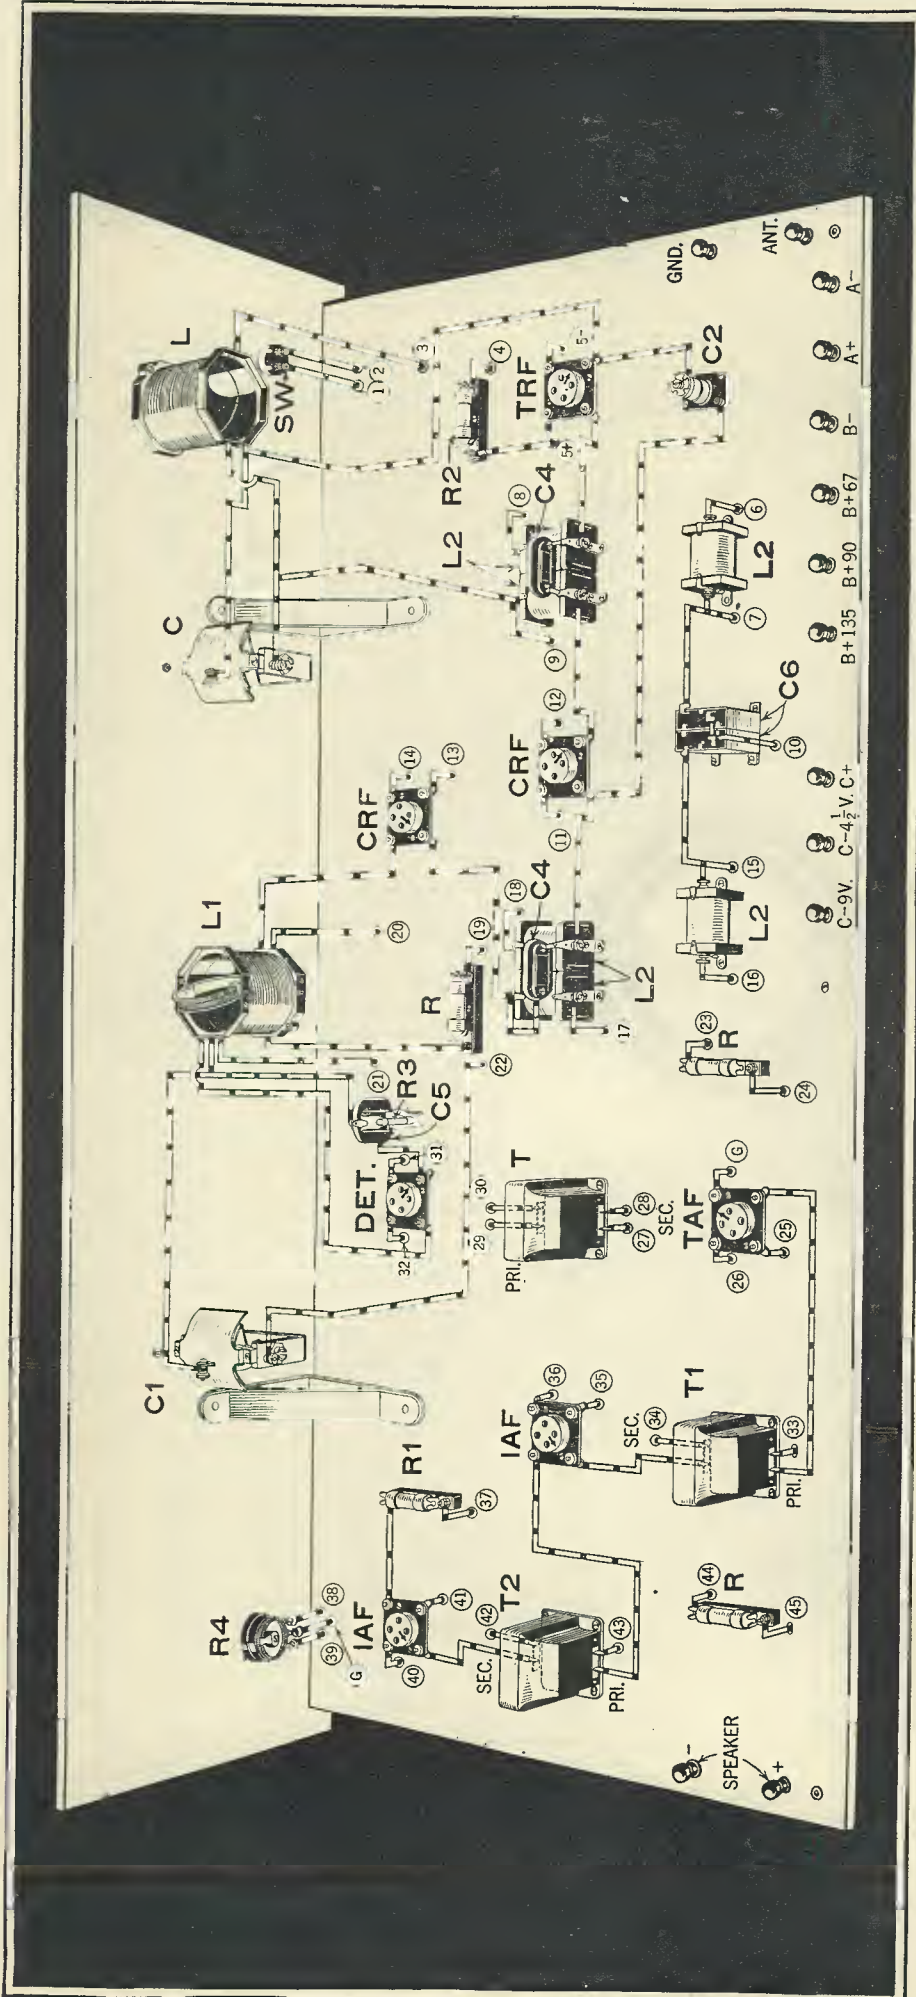 C1
C
L
L1
R4
SW
38
39
G
1
2
3
21
20
IAF
DET.
CRF
R1
R3
C5
14
13
32
31
40
41
R2
4
37
R
22
19
29
30
SEC.
42
T2
IAF
36
35
PRI.
T
L2
8
C4
9
18
C4
CRF
12
11
TRF
5+
5-
17
L2
PRI.
43
SEC.
34
27
28
SEC.
T1
TAF
G
26
25
R
23
24
GND.
C2
PRI.
33
44
R
45
16
15
L2
C6
10
7
6
L2
ANT.
SPEAKER
-
+
C-9V.
C-4½V.
C+
B+135
B+90
B+67
B-
A+
A-